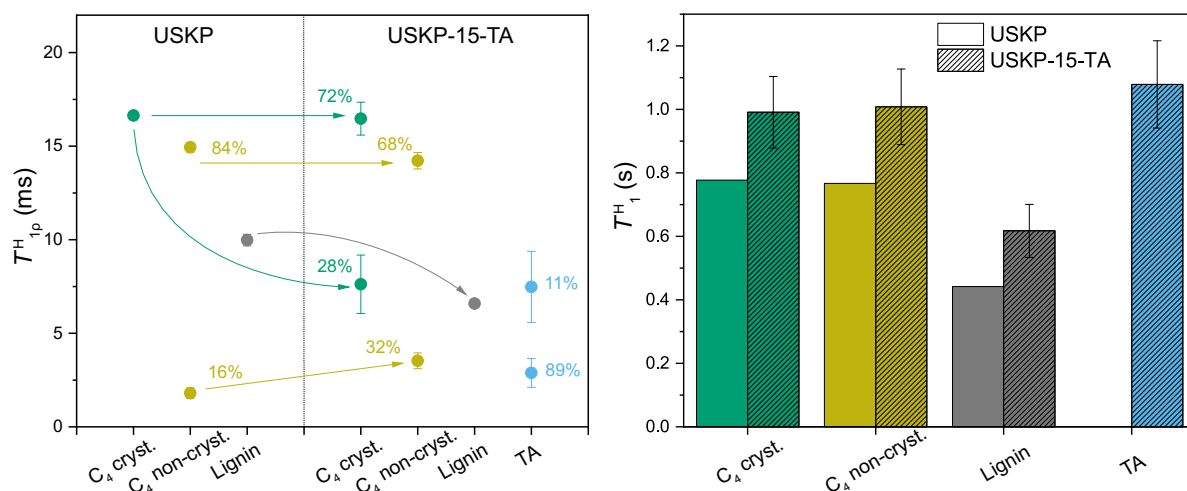 USKP USKP-15-TA
20
15
10
5
0
T^H_1ρ (ms)
72%
84%
68%
28%
16%
32%
11%
89%
C₄ cryst.
C₄ non-cryst.
Lignin
C₄ cryst.
C₄ non-cryst.
Lignin
TA
USKP
USKP-15-TA
1.2
1.0
0.8
0.6
0.4
0.2
0.0
T^H_1 (s)
C₄ cryst.
C₄ non-cryst.
Lignin
TA